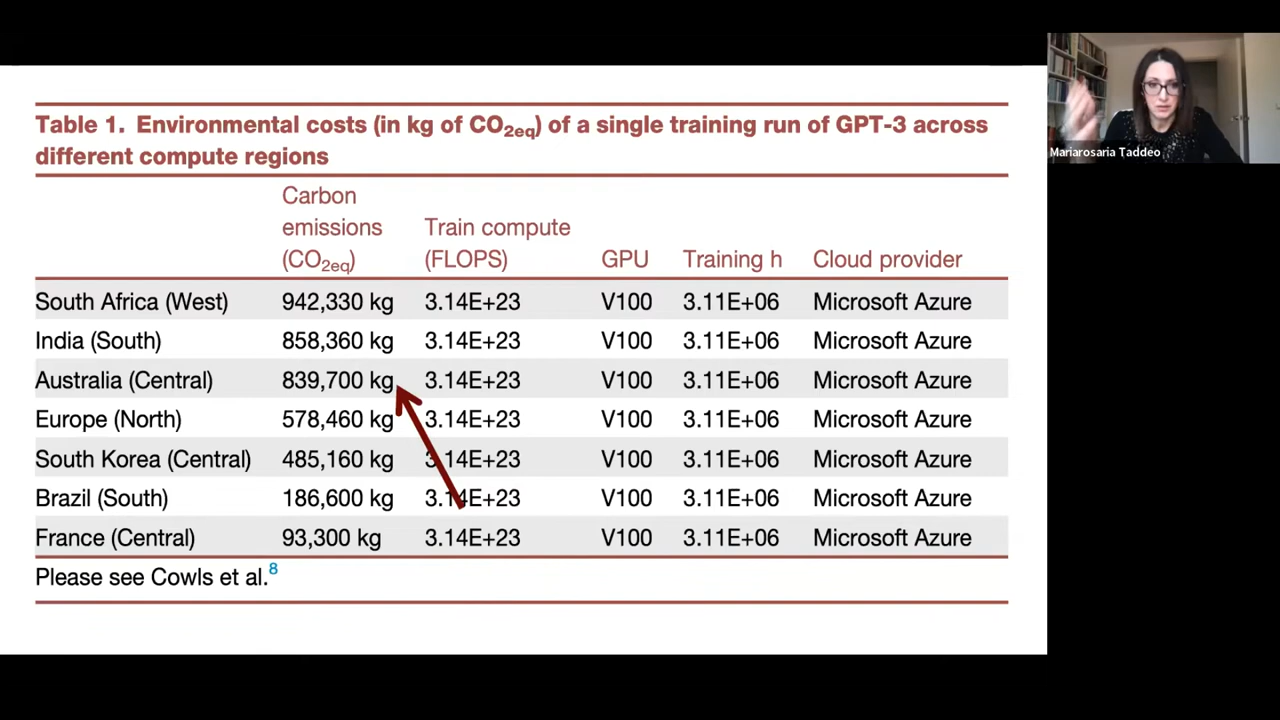 Table 1. Environmental costs (in kg of CO2eq) of a single training run of GPT-3 across
different compute regions
Carbon
emissions Train compute
(CO2eq) (FLOPS) GPU Training h Cloud provider
South Africa (West) 942,330 kg 3.14E+23 V100 3.11E+06 Microsoft Azure
India (South) 858,360 kg 3.14E+23 V100 3.11E+06 Microsoft Azure
Australia (Central) 839,700 kg 3.14E+23 V100 3.11E+06 Microsoft Azure
Europe (North) 578,460 kg 3.14E+23 V100 3.11E+06 Microsoft Azure
South Korea (Central) 485,160 kg 3.14E+23 V100 3.11E+06 Microsoft Azure
Brazil (South) 186,600 kg 3.14E+23 V100 3.11E+06 Microsoft Azure
France (Central) 93,300 kg 3.14E+23 V100 3.11E+06 Microsoft Azure
Please see Cowls et al.8
Mariarosaria Taddeo